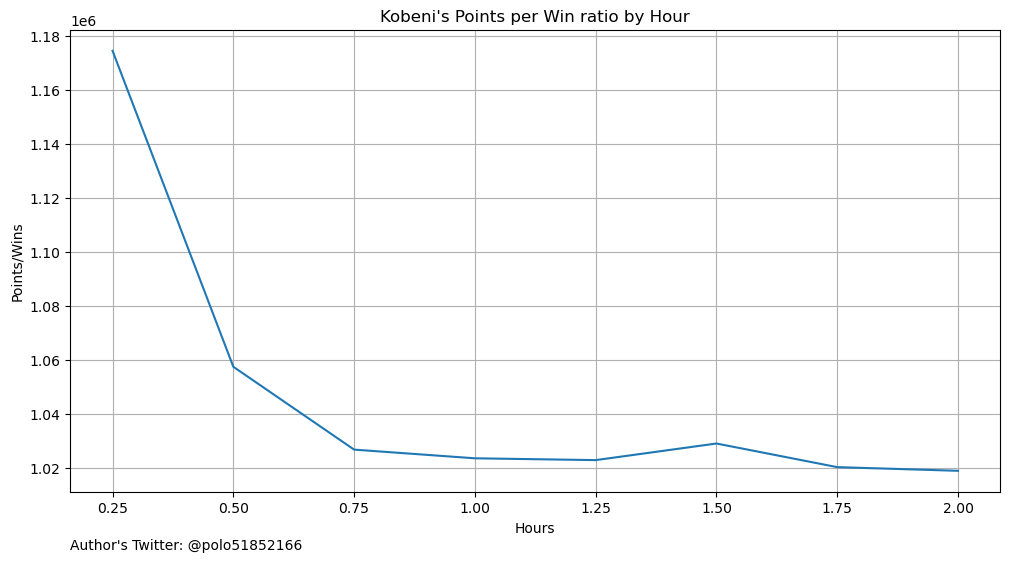 Kobeni's Points per Win ratio by Hour
1e6
1.18
1.16
1.14
1.12
1.10
1.08
1.06
1.04
1.02
Points/Wins
0.25 0.50 0.75 1.00 1.25 1.50 1.75 2.00
Hours
Author's Twitter: @polo51852166